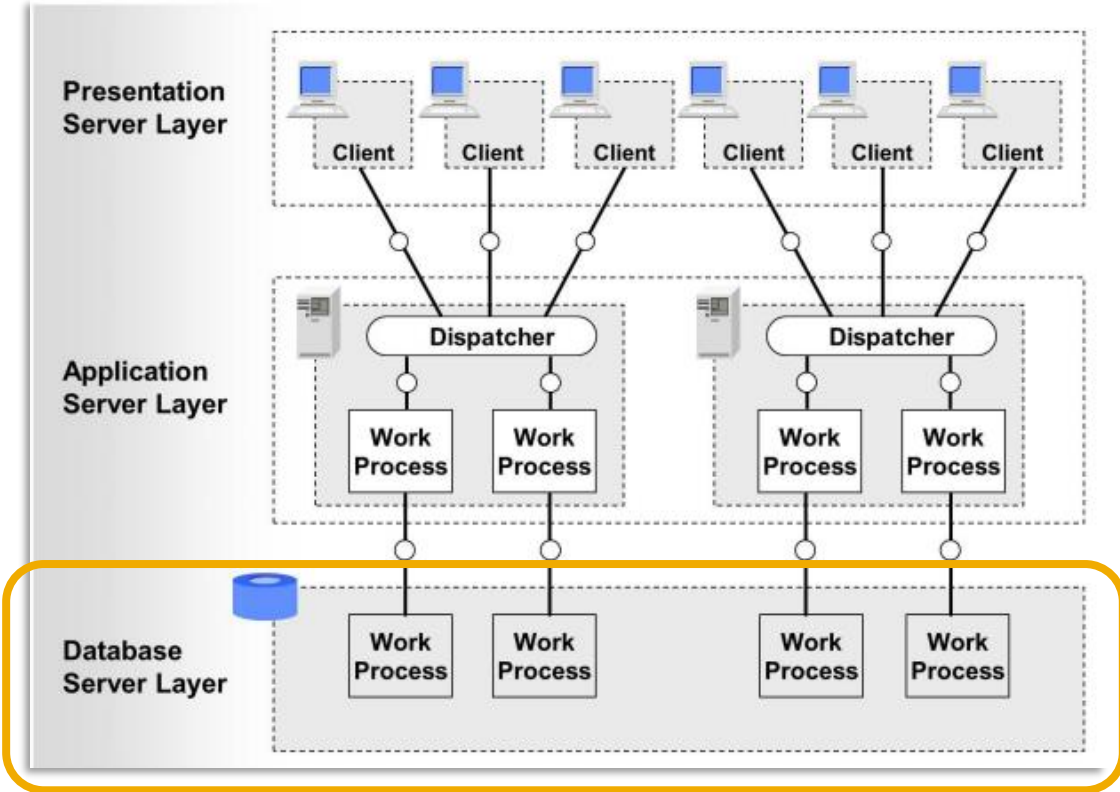 Presentation
Server Layer
Client
Client
Client
Client
Client
Client
Application
Server Layer
Dispatcher
Dispatcher
Work
Process
Work
Process
Work
Process
Work
Process
Database
Server Layer
Work
Process
Work
Process
Work
Process
Work
Process